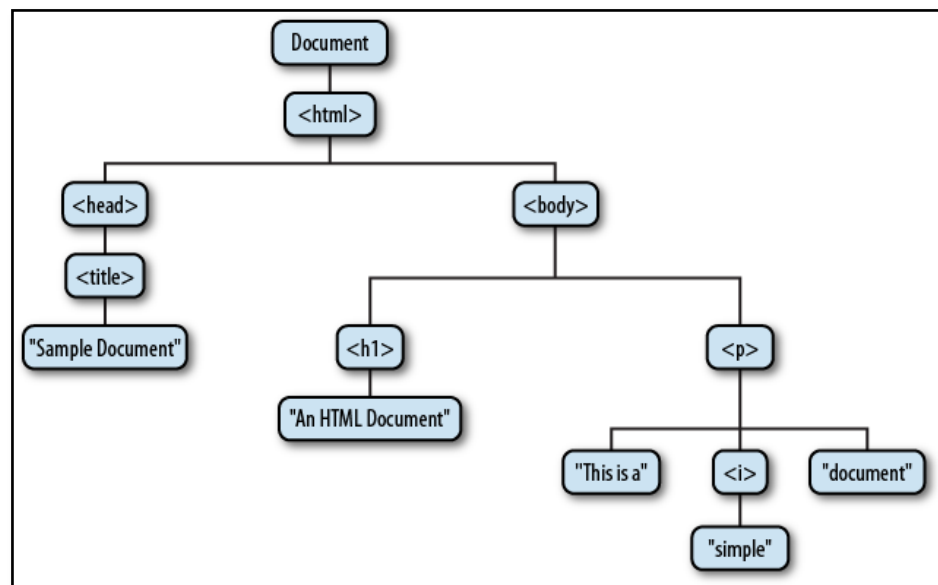 Document
<html>
<head>
<body>
<title>
"Sample Document"
<h1>
<p>
"An HTML Document"
"This is a"
<i>
"document"
"simple"